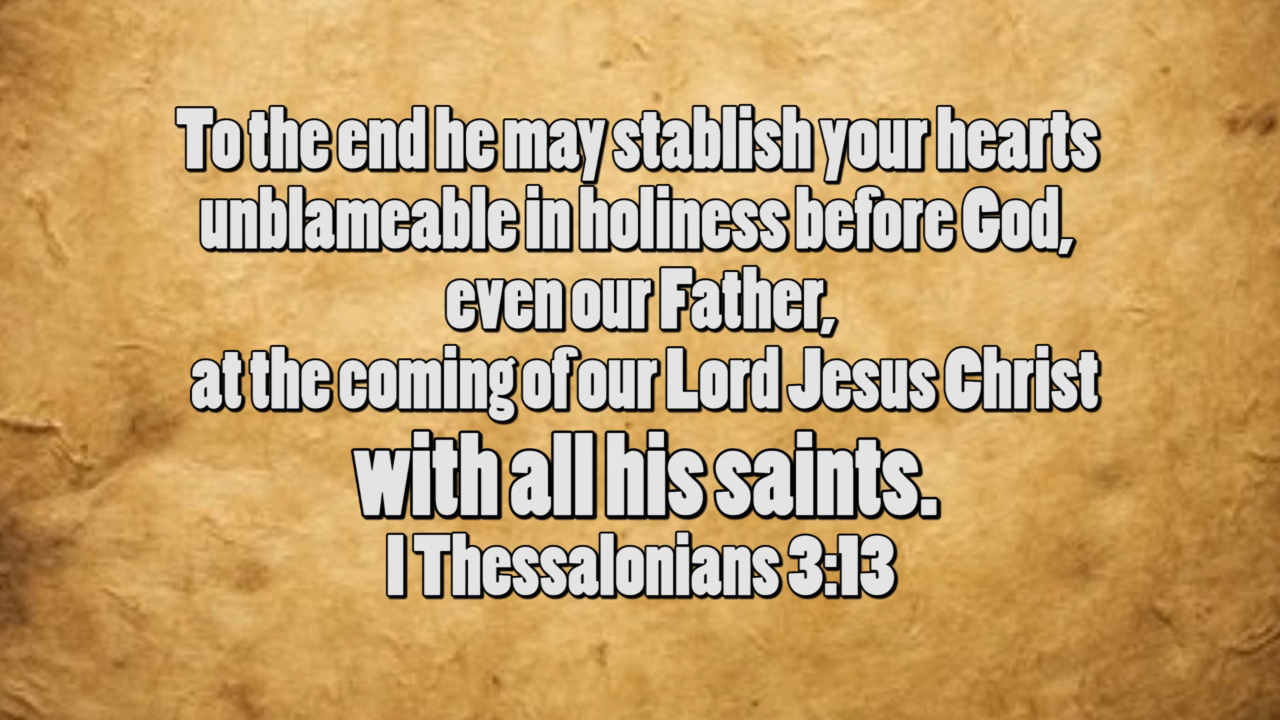 To the end he may stablish your hearts
unblameable in holiness before God,
even our Father,
at the coming of our Lord Jesus Christ
with all his saints.
I Thessalonians 3:13